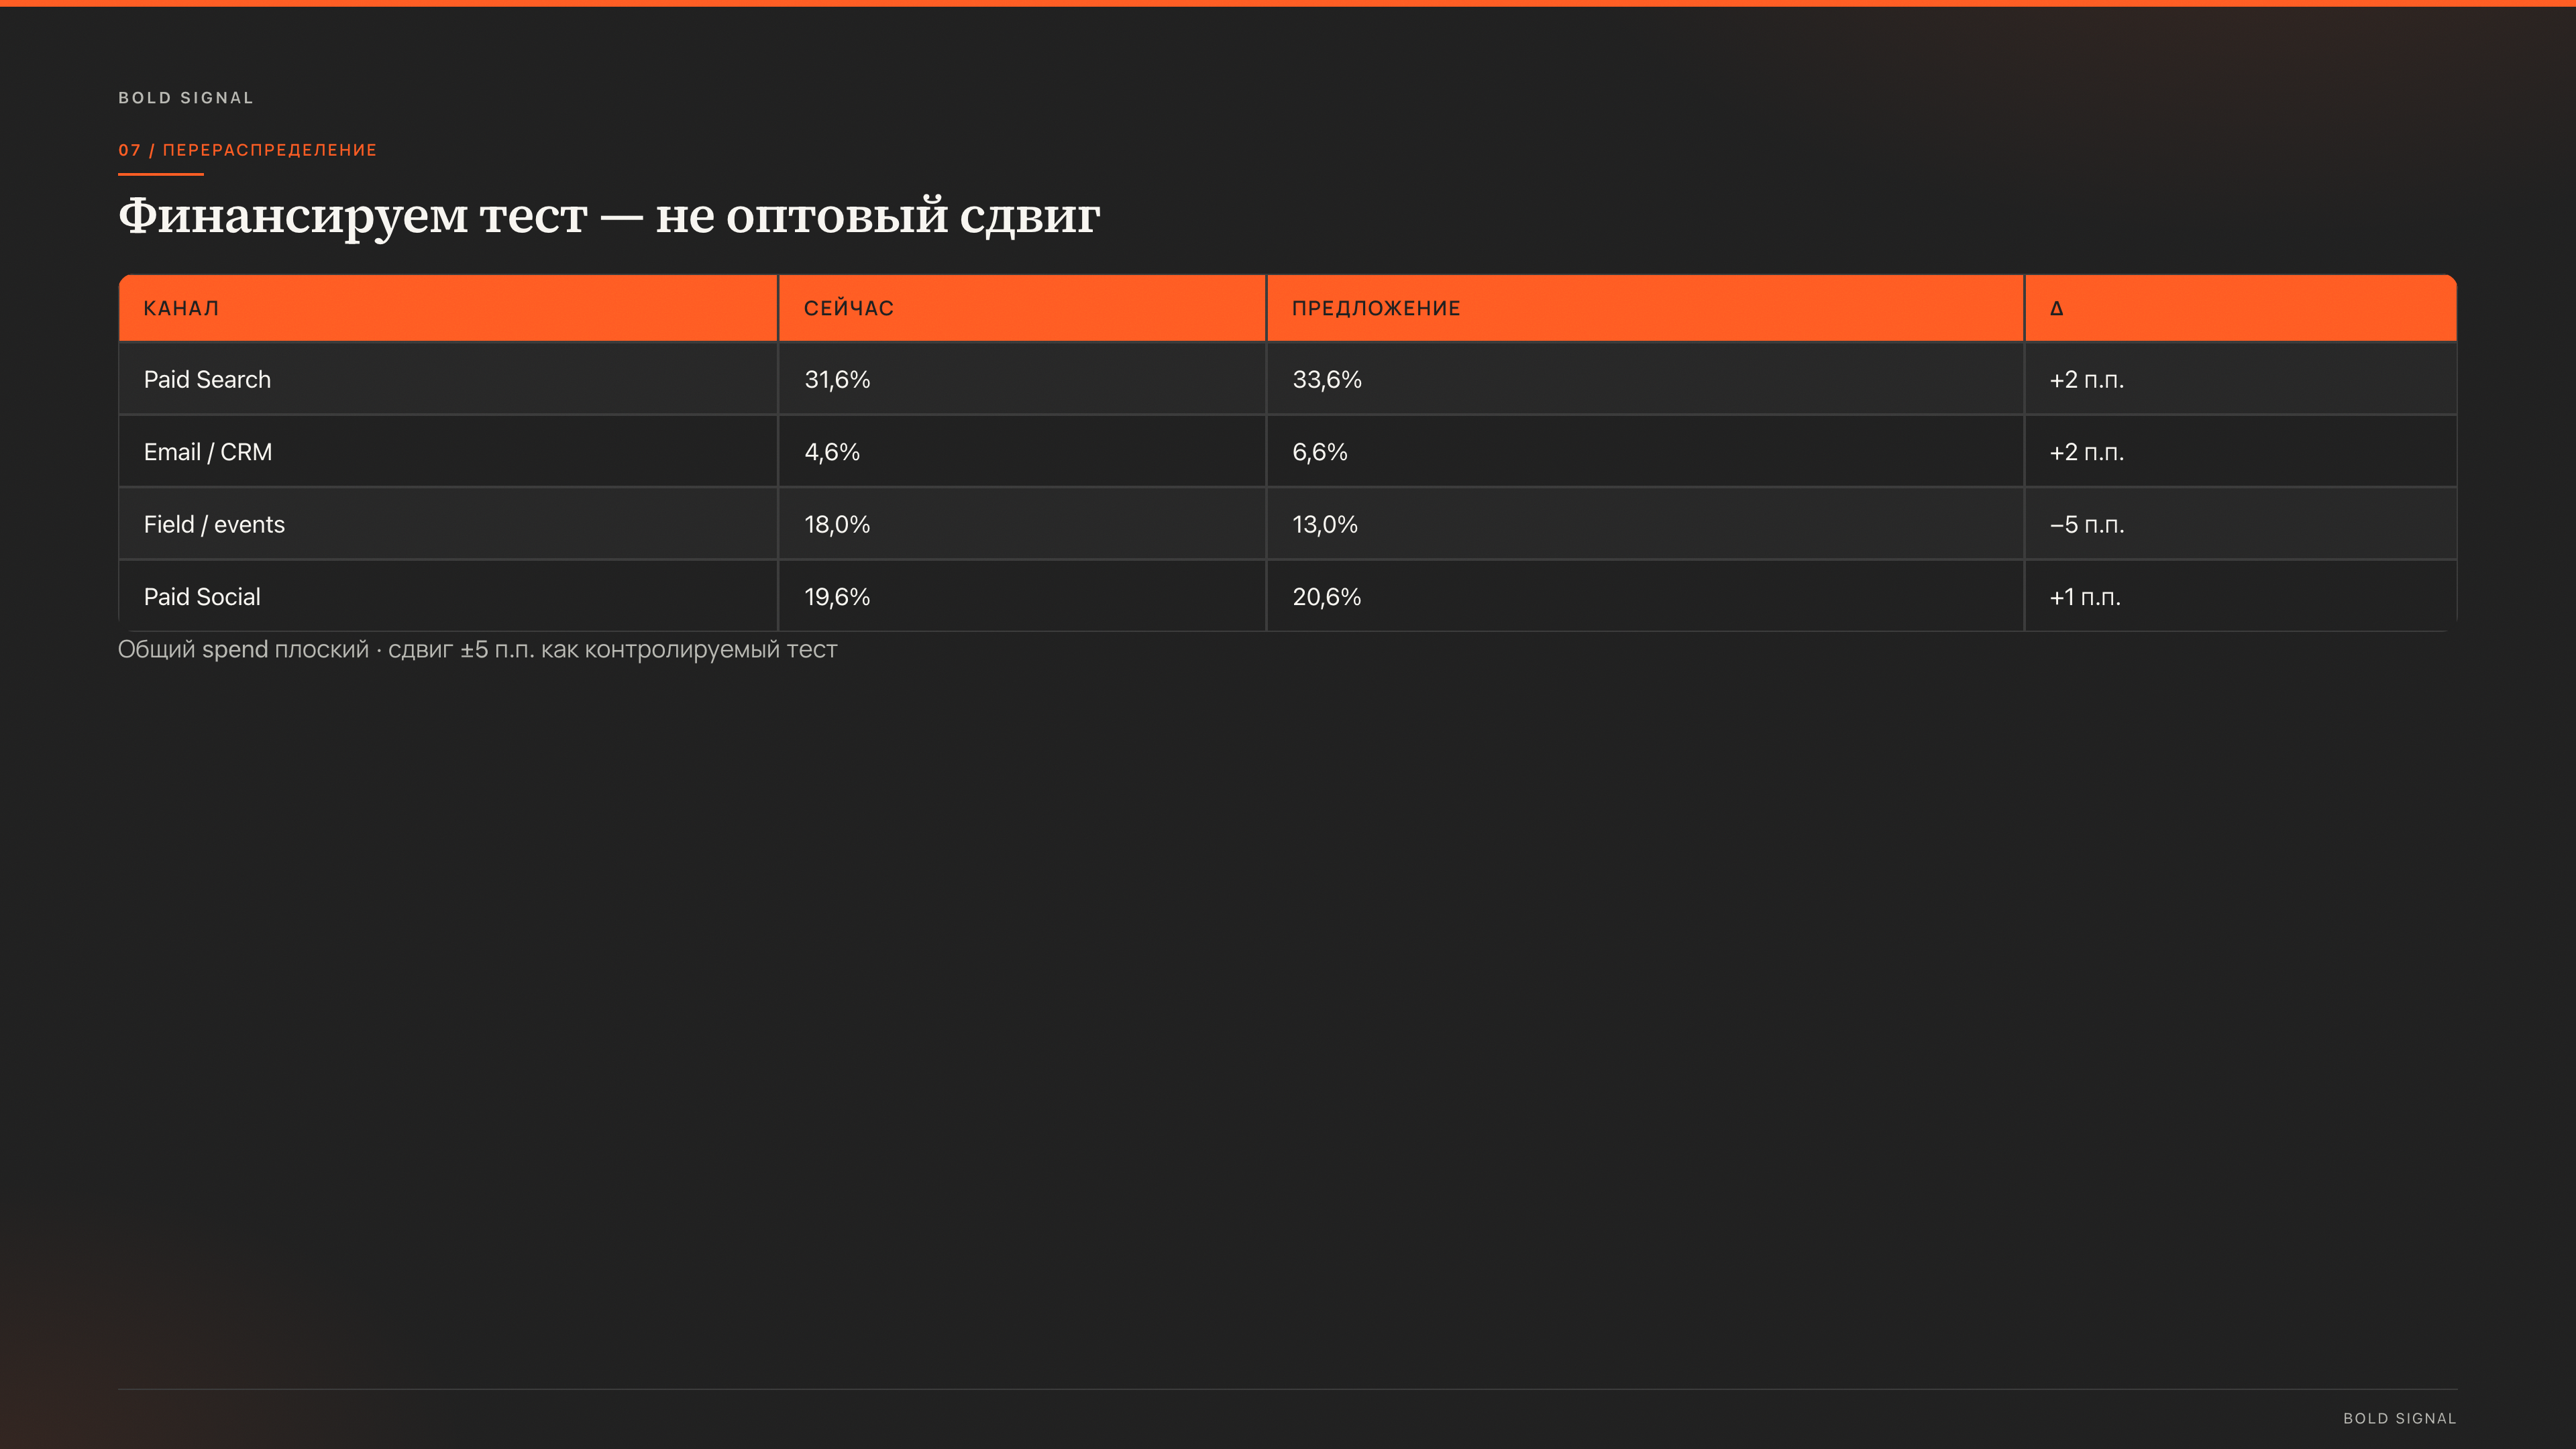 BOLD SIGNAL
07 / ПЕРЕРАСПРЕДЕЛЕНИЕ
Финансируем тест — не оптовый сдвиг
КАНАЛ СЕЙЧАС ПРЕДЛОЖЕНИЕ Δ
Paid Search 31,6% 33,6% +2 п.п.
Email / CRM 4,6% 6,6% +2 п.п.
Field / events 18,0% 13,0% −5 п.п.
Paid Social 19,6% 20,6% +1 п.п.
Общий spend плоский · сдвиг ±5 п.п. как контролируемый тест
BOLD SIGNAL